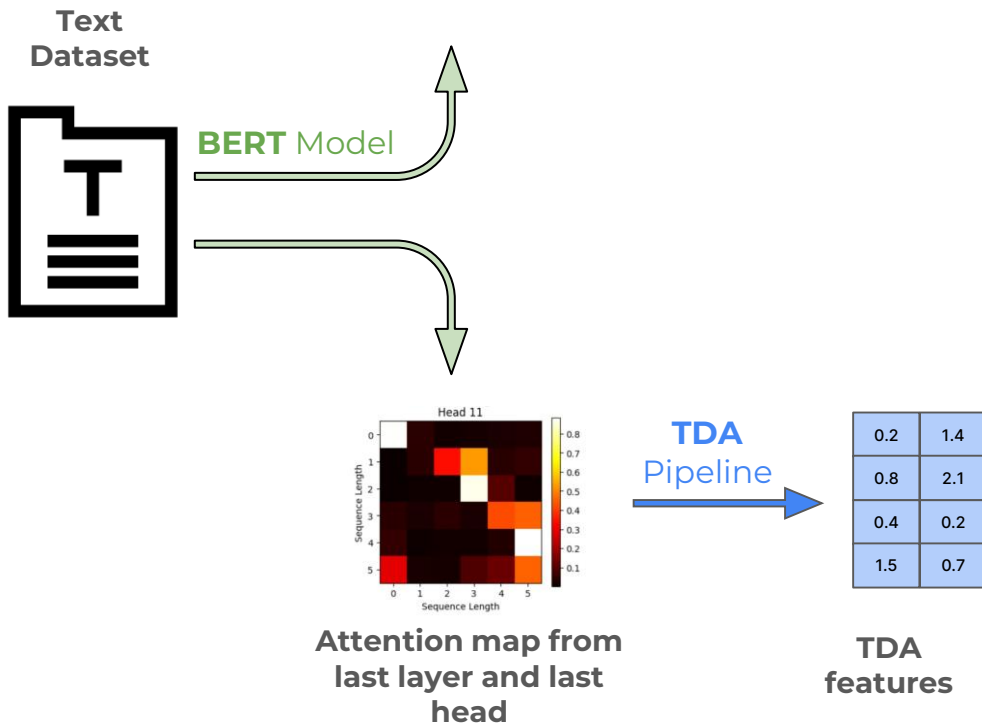 Text
Dataset
T
BERT Model
Head 11
0
1
2
3
4
5
Sequence Length
0 1 2 3 4 5
Sequence Length
0.8
0.7
0.6
0.5
0.4
0.3
0.2
0.1
Attention map from
last layer and last
head
TDA
Pipeline
0.2 1.4
0.8 2.1
0.4 0.2
1.5 0.7
TDA
features